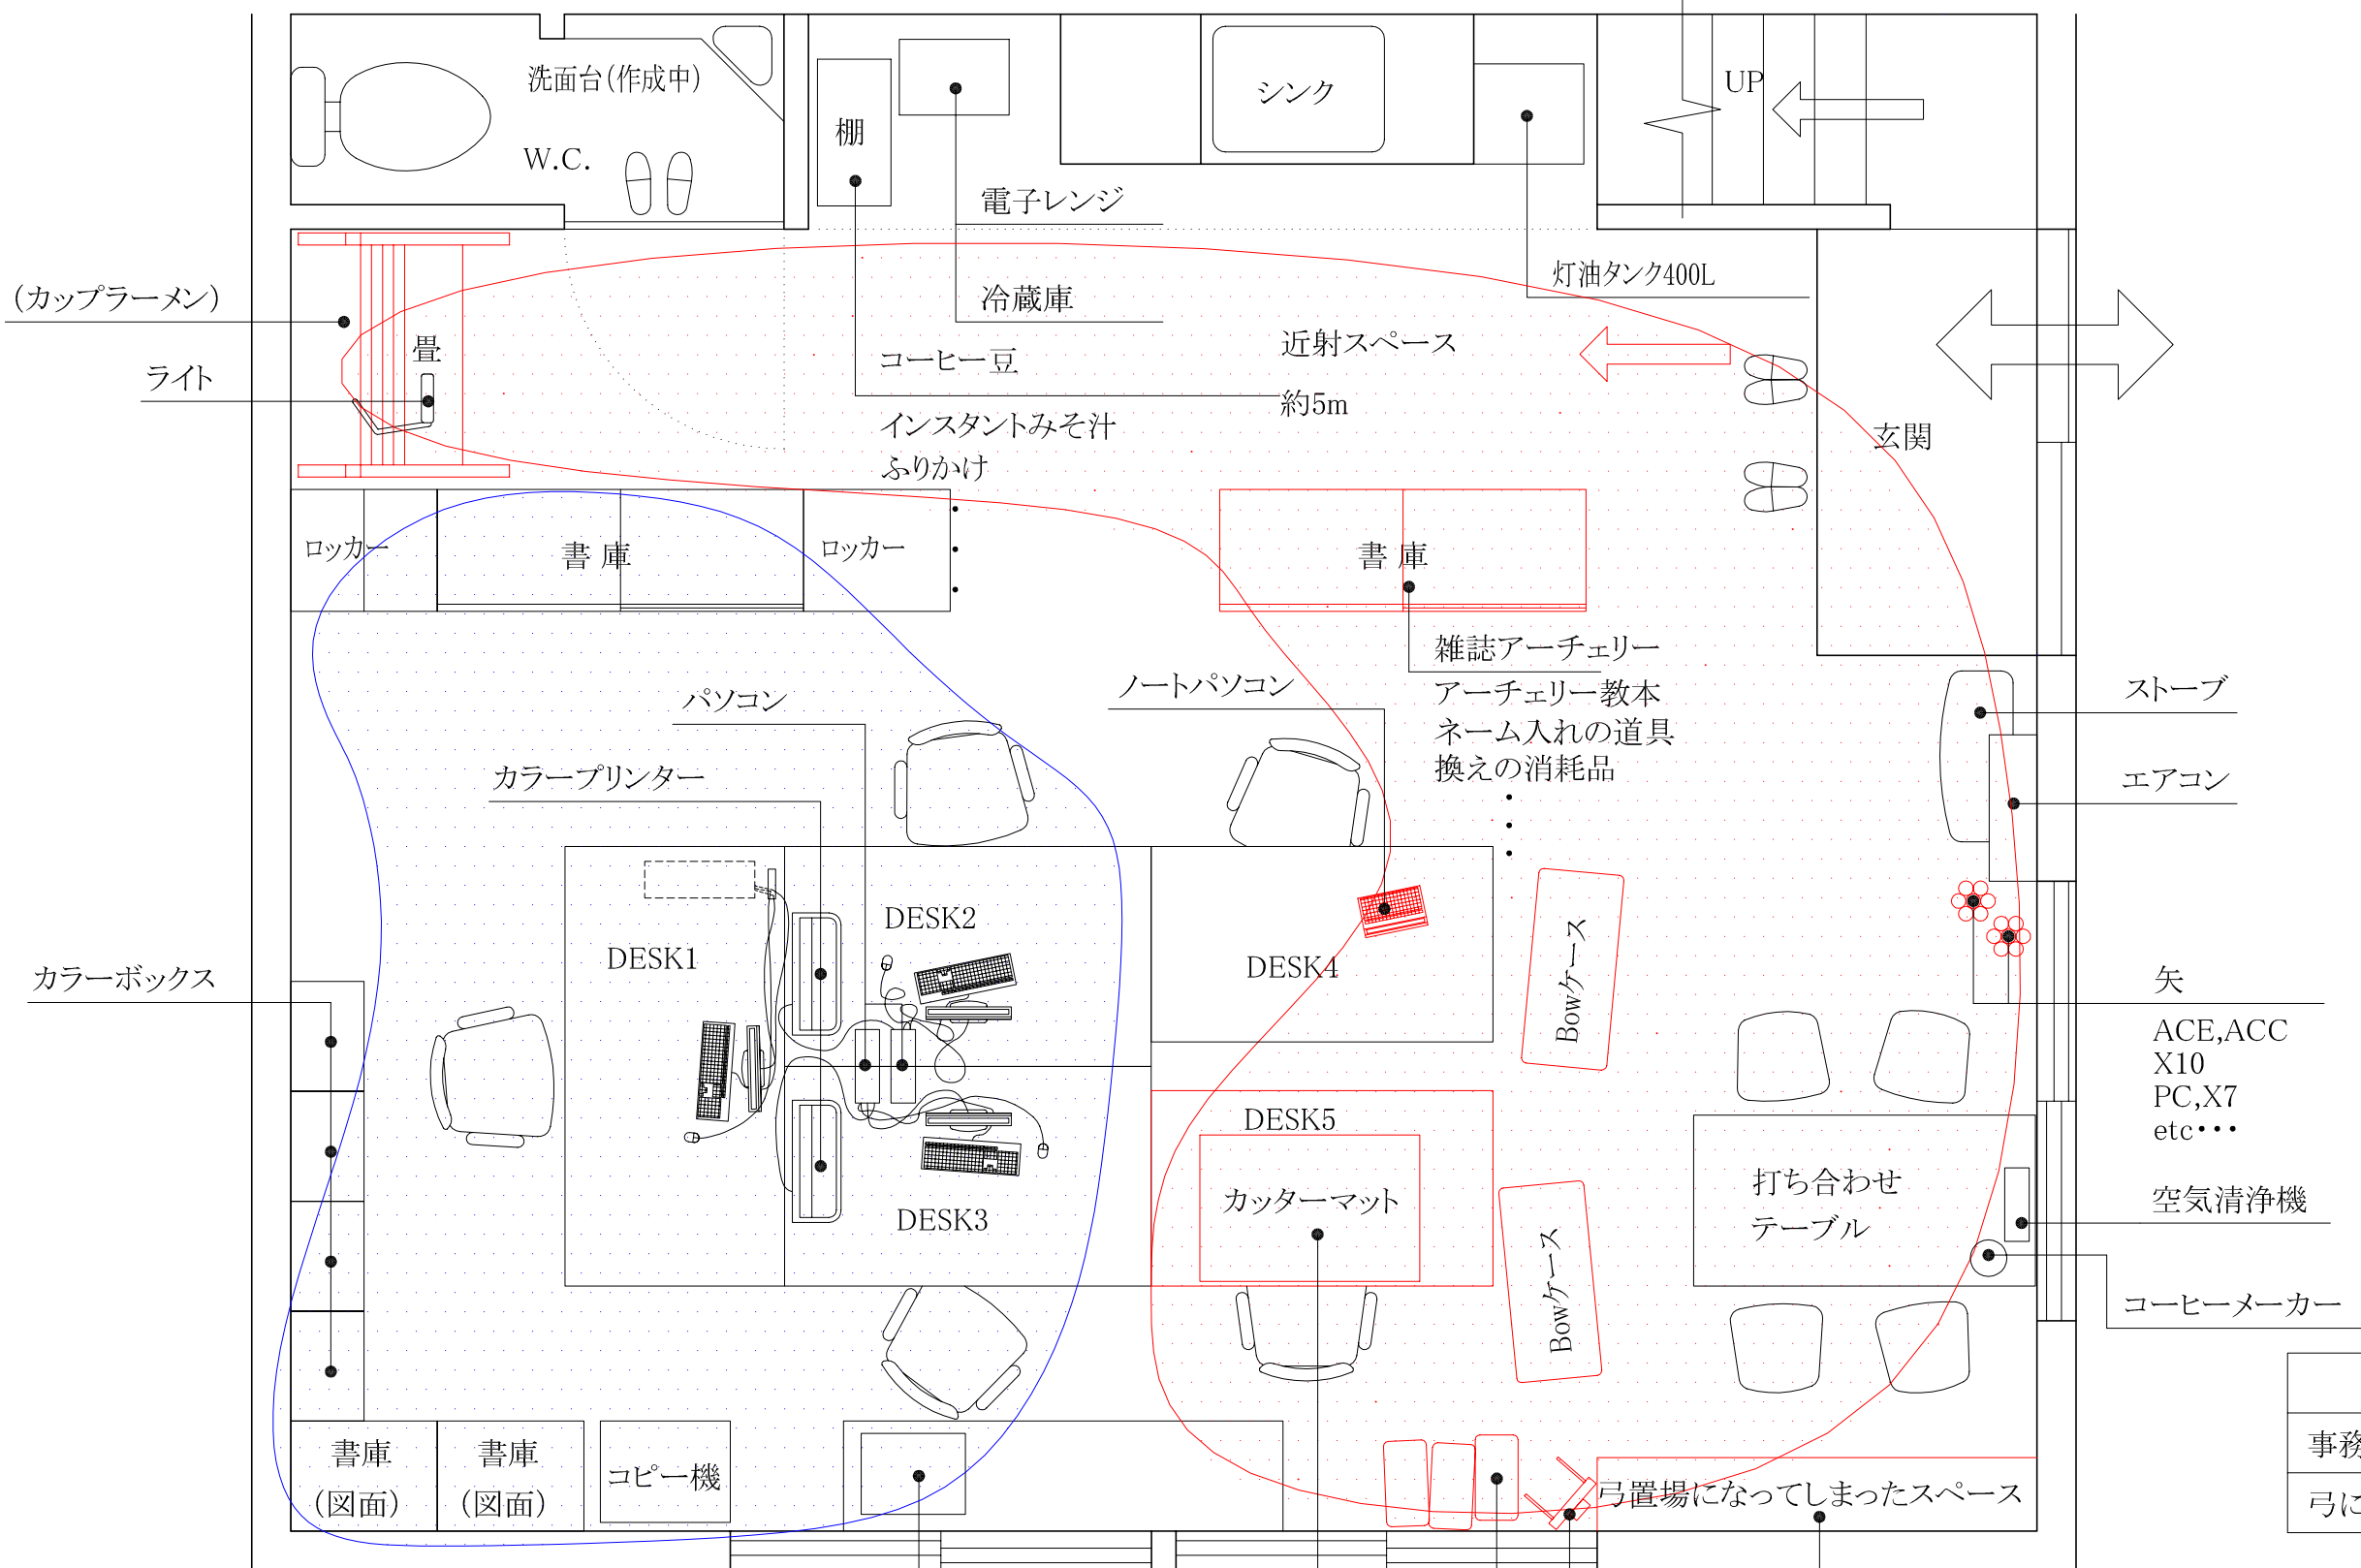 洗面台(作成中)
W.C.
棚
シンク
UP
電子レンジ
冷蔵庫
灯油タンク400L
(カップラーメン)
畳
ライト
コーヒー豆
インスタントみそ汁
ふりかけ
・
・
・
近射スペース
約5m
玄関
ロッカー
書 庫
ロッカー
書 庫
雑誌アーチェリー
アーチェリー教本
ネーム入れの道具
換えの消耗品
・
・
・
パソコン
ノートパソコン
カラープリンター
ストーブ
エアコン
DESK1
DESK2
DESK3
DESK4
DESK5
カッターマット
Bowケース
Bowケース
カラーボックス
矢
ACE,ACC
X10
PC,X7
etc・・・
打ち合わせ
テーブル
空気清浄機
コーヒーメーカー
書庫
(図面)
書庫
(図面)
コピー機
弓置場になってしまったスペース
事務
弓に